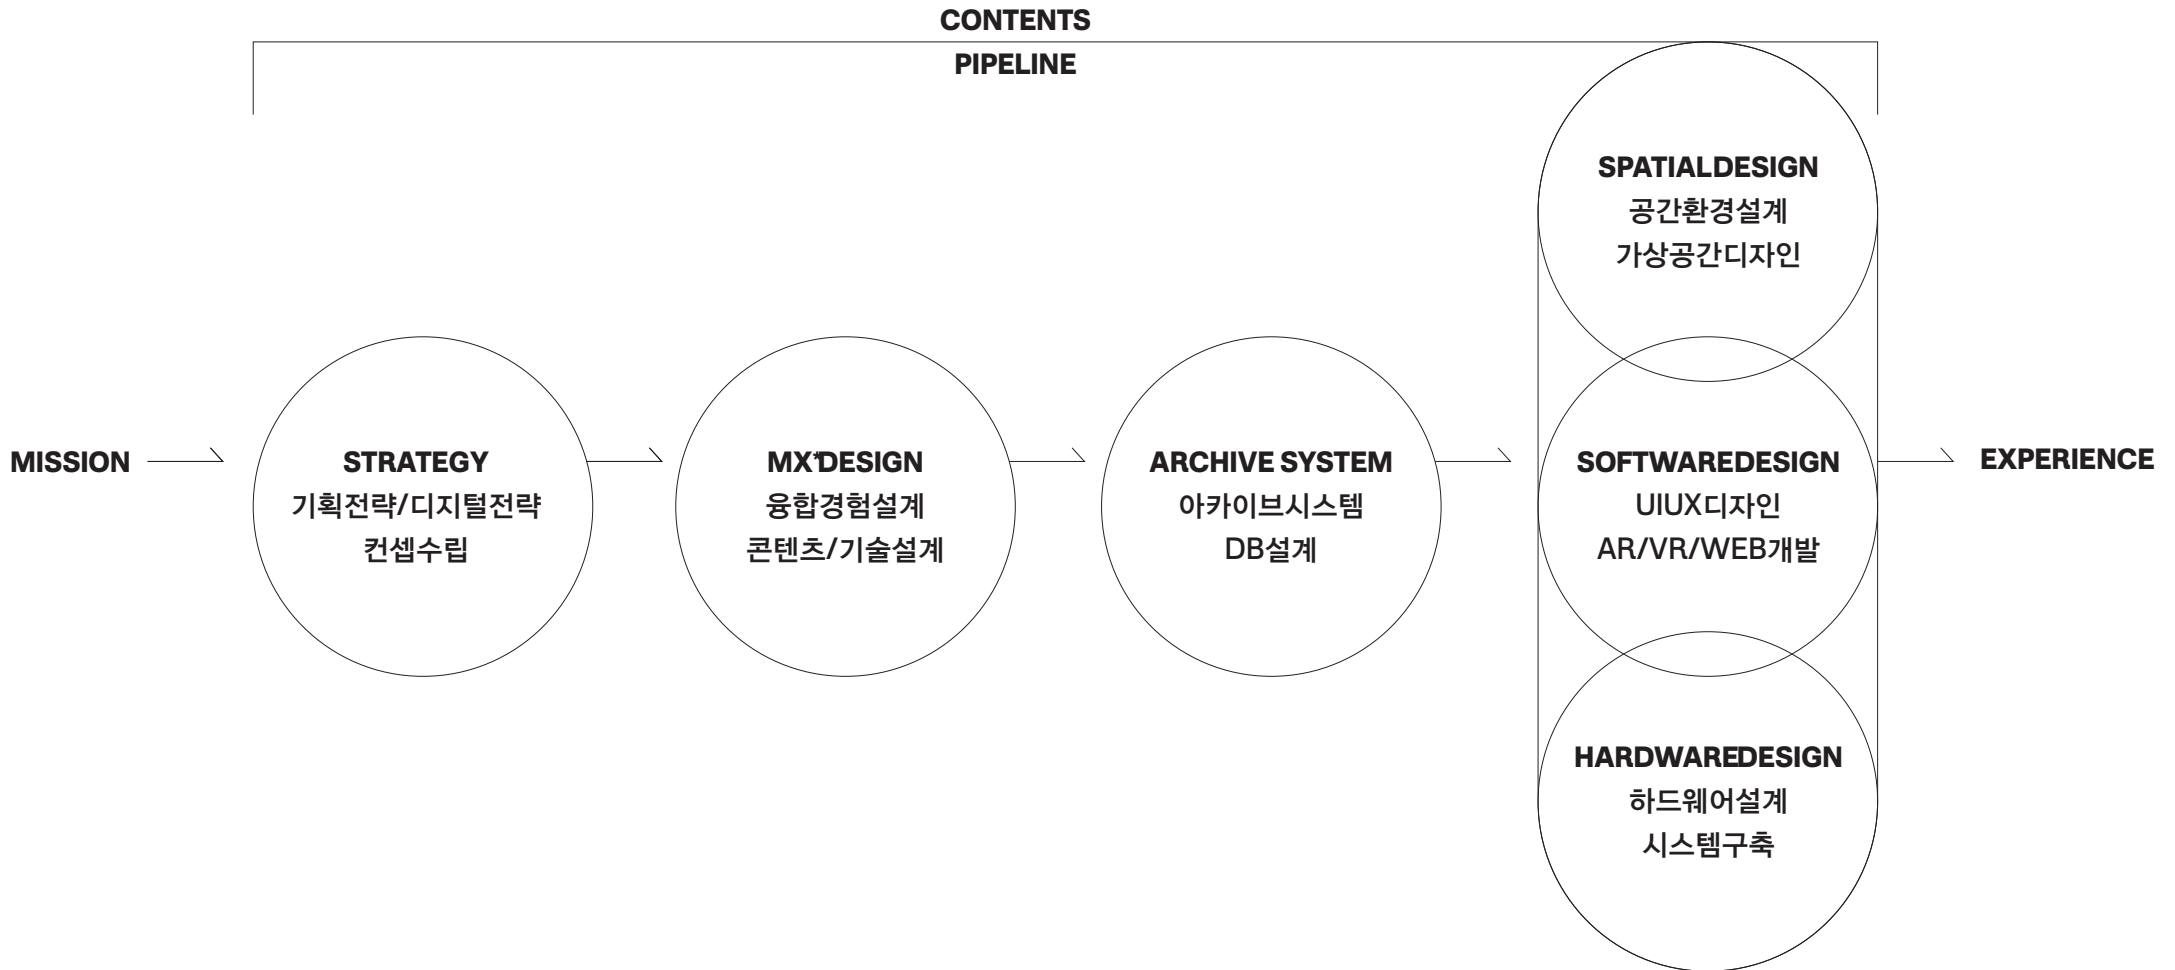 CONTENTS
PIPELINE
MISSION
STRATEGY
기획전략/디지털전략
컨셉수립
MX*DESIGN
융합경험설계
콘텐츠/기술설계
ARCHIVE SYSTEM
아카이브시스템
DB설계
SPATIALDESIGN
공간환경설계
가상공간디자인
SOFTWAREDESIGN
UIUX디자인
AR/VR/WEB개발
HARDWAREDESIGN
하드웨어설계
시스템구축
EXPERIENCE